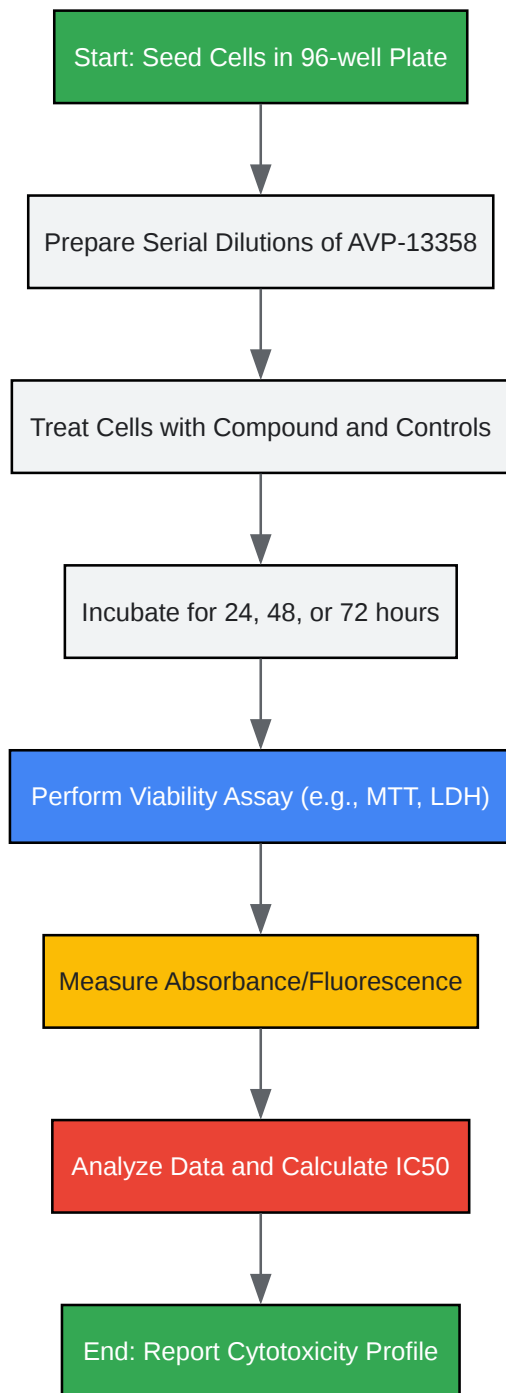 Start: Seed Cells in 96-well Plate
Prepare Serial Dilutions of AVP-13358
Treat Cells with Compound and Controls
Incubate for 24, 48, or 72 hours
Perform Viability Assay (e.g., MTT, LDH)
Measure Absorbance/Fluorescence
Analyze Data and Calculate IC50
End: Report Cytotoxicity Profile